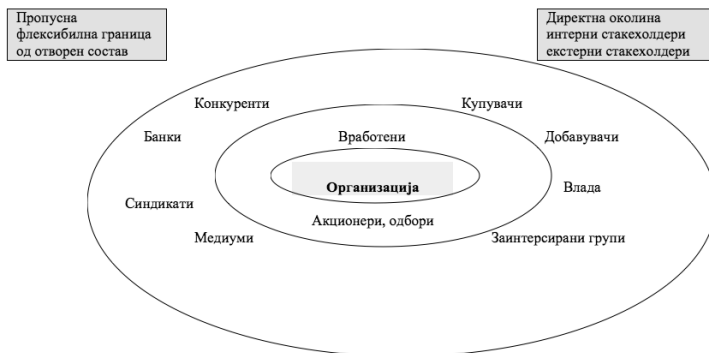 Пропусна
флексибилна граница
од отворен состав
Директна околина
интерни стакехолдери
екстерни стакехолдери
Конкуренти
Купувачи
Банки
Вработени
Добавувачи
Организација
Влада
Синдикати
Акционери, одбори
Медиуми
Заинтерсирани групи